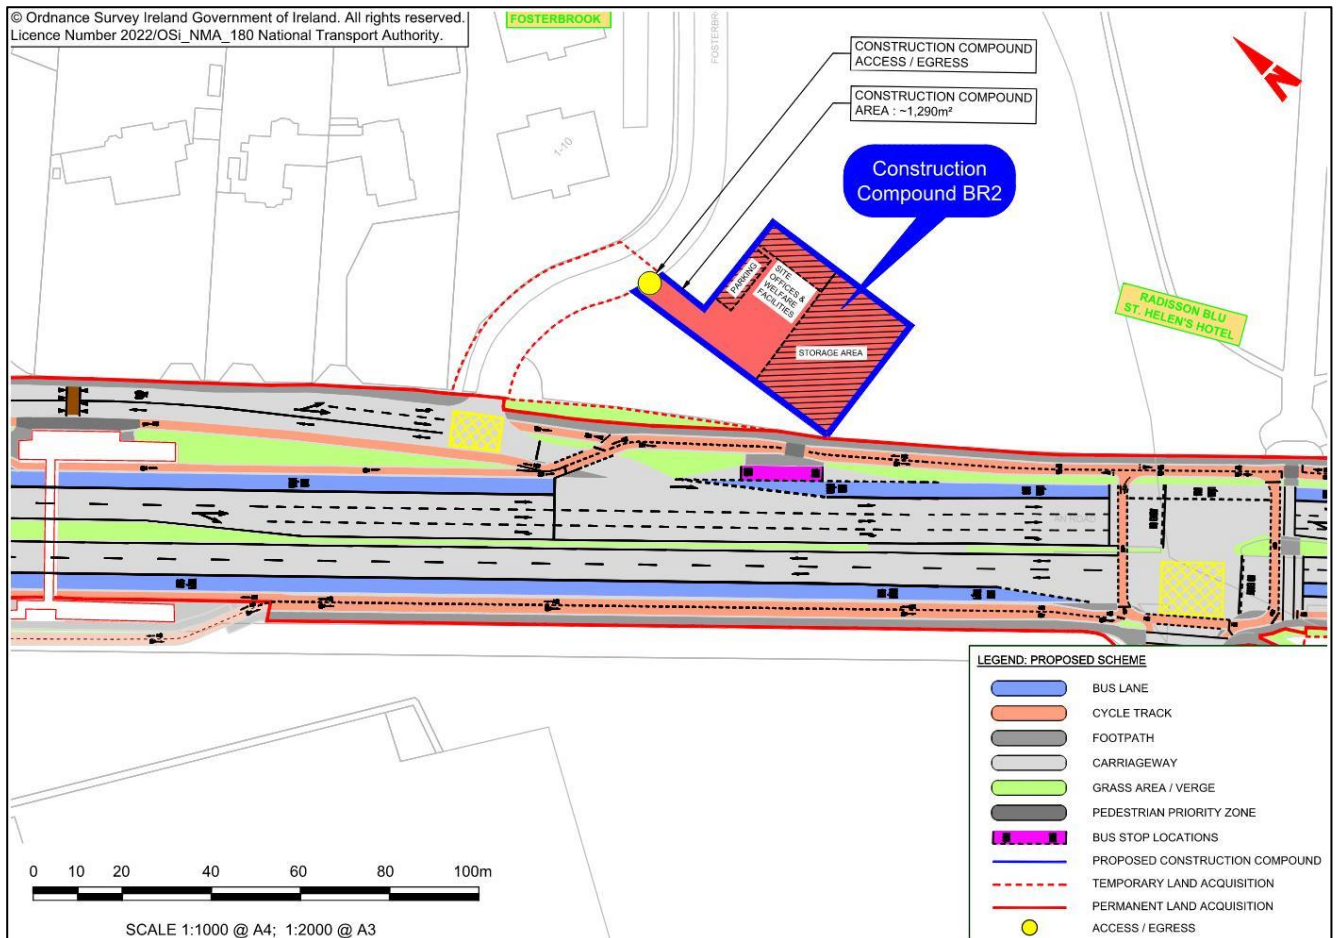 © Ordnance Survey Ireland Government of Ireland. All rights reserved.
Licence Number 2022/OSi_NMA_180 National Transport Authority.
FOSTERBROOK
CONSTRUCTION COMPOUND
ACCESS / EGRESS
CONSTRUCTION COMPOUND
AREA : ~1,290m²
N
1-10
Construction
Compound BR2
PARKING
SITE
OFFICES &
WELFARE
FACILITIES
STORAGE AREA
RADISSON BLU
ST. HELEN'S HOTEL
AN ROAD
LEGEND: PROPOSED SCHEME
BUS LANE
CYCLE TRACK
FOOTPATH
CARRIAGEWAY
GRASS AREA / VERGE
PEDESTRIAN PRIORITY ZONE
BUS STOP LOCATIONS
PROPOSED CONSTRUCTION COMPOUND
TEMPORARY LAND ACQUISITION
PERMANENT LAND ACQUISITION
ACCESS / EGRESS
0 10 20 40 60 80 100m
SCALE 1:1000 @ A4; 1:2000 @ A3